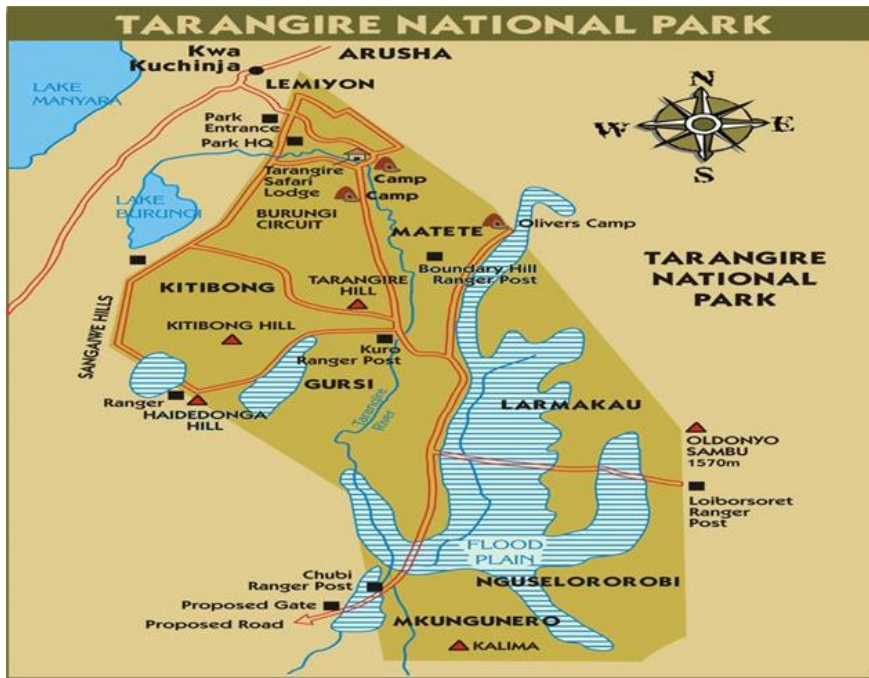 TARANGIRE NATIONAL PARK
Kwa
Kuchinja
ARUSHA
LAKE
MANYARA
LEMIYON
N
W
E
S
Park
Entrance
Park HQ
Tarangire
Safari
Lodge
Camp
Camp
LAKE
BURUNGI
BURUNGI
CIRCUIT
MATETE
Olivers Camp
Boundary Hill
Ranger Post
TARANGIRE
NATIONAL
PARK
KITIBONG
TARANGIRE
HILL
SANGAIWE HILLS
KITIBONG HILL
Kuro
Ranger Post
GURSI
Ranger
HAIDEDONGA
HILL
Tarangire
River
LARMAKAU
OLDONYO
SAMBU
1570m
Loiborsoret
Ranger
Post
FLOOD
PLAIN
Chubi
Ranger Post
NGUSELOROROBI
Proposed Gate
Proposed Road
MKUNGUNERO
KALIMA